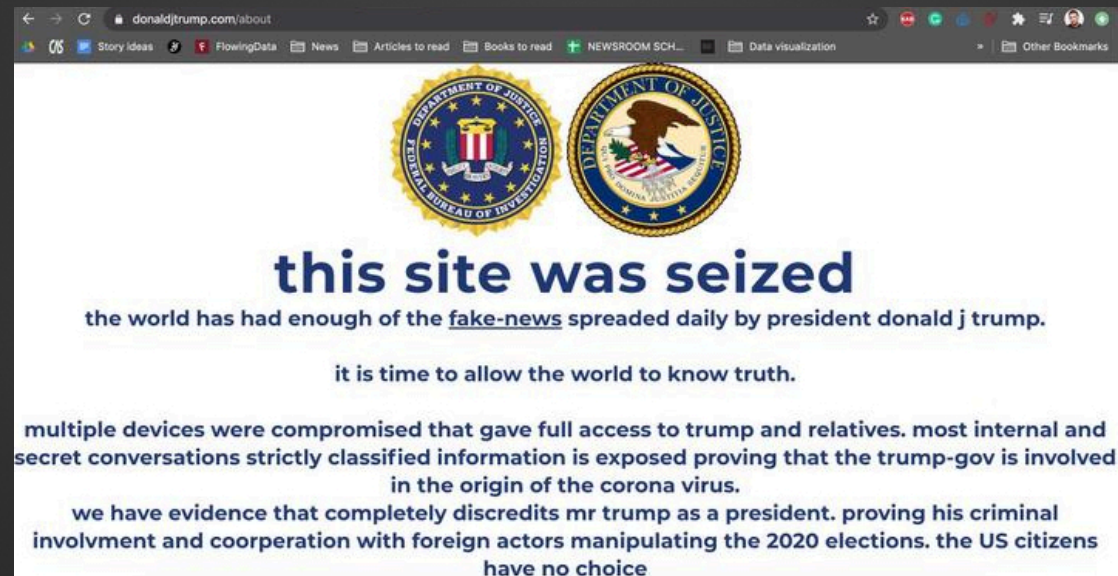 donaldjtrump.com/about
Story ideas FlowingData News Articles to read Books to read NEWSROOM SCH... Data visualization » Other Bookmarks
DEPARTMENT OF JUSTICE
FEDERAL BUREAU OF INVESTIGATION
DEPARTMENT OF JUSTICE
QUI PRO DOMINA JUSTITIA SEQUITUR
this site was seized
the world has had enough of the fake-news spreaded daily by president donald j trump.
it is time to allow the world to know truth.
multiple devices were compromised that gave full access to trump and relatives. most internal and
secret conversations strictly classified information is exposed proving that the trump-gov is involved
in the origin of the corona virus.
we have evidence that completely discredits mr trump as a president. proving his criminal
involvment and coorperation with foreign actors manipulating the 2020 elections. the US citizens
have no choice